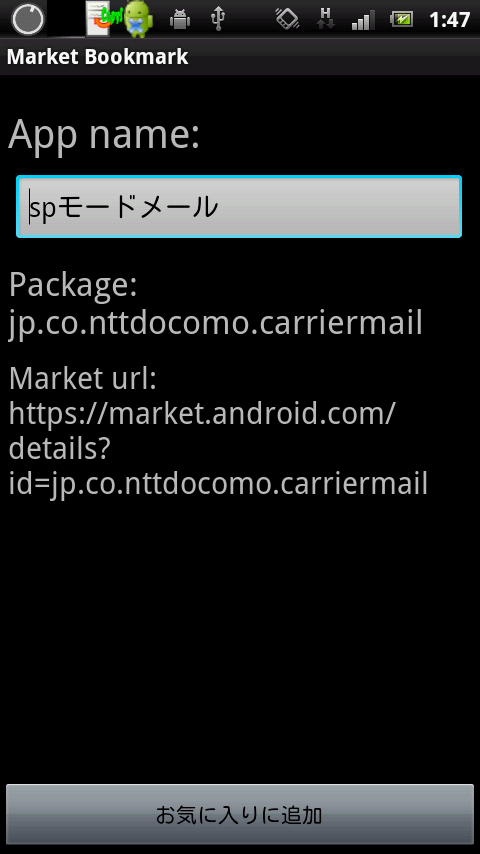 H
1:47
Market Bookmark
App name:
spモードメール
Package:
jp.co.nttdocomo.carriermail
Market url:
https://market.android.com/
details?
id=jp.co.nttdocomo.carriermail
お気に入りに追加